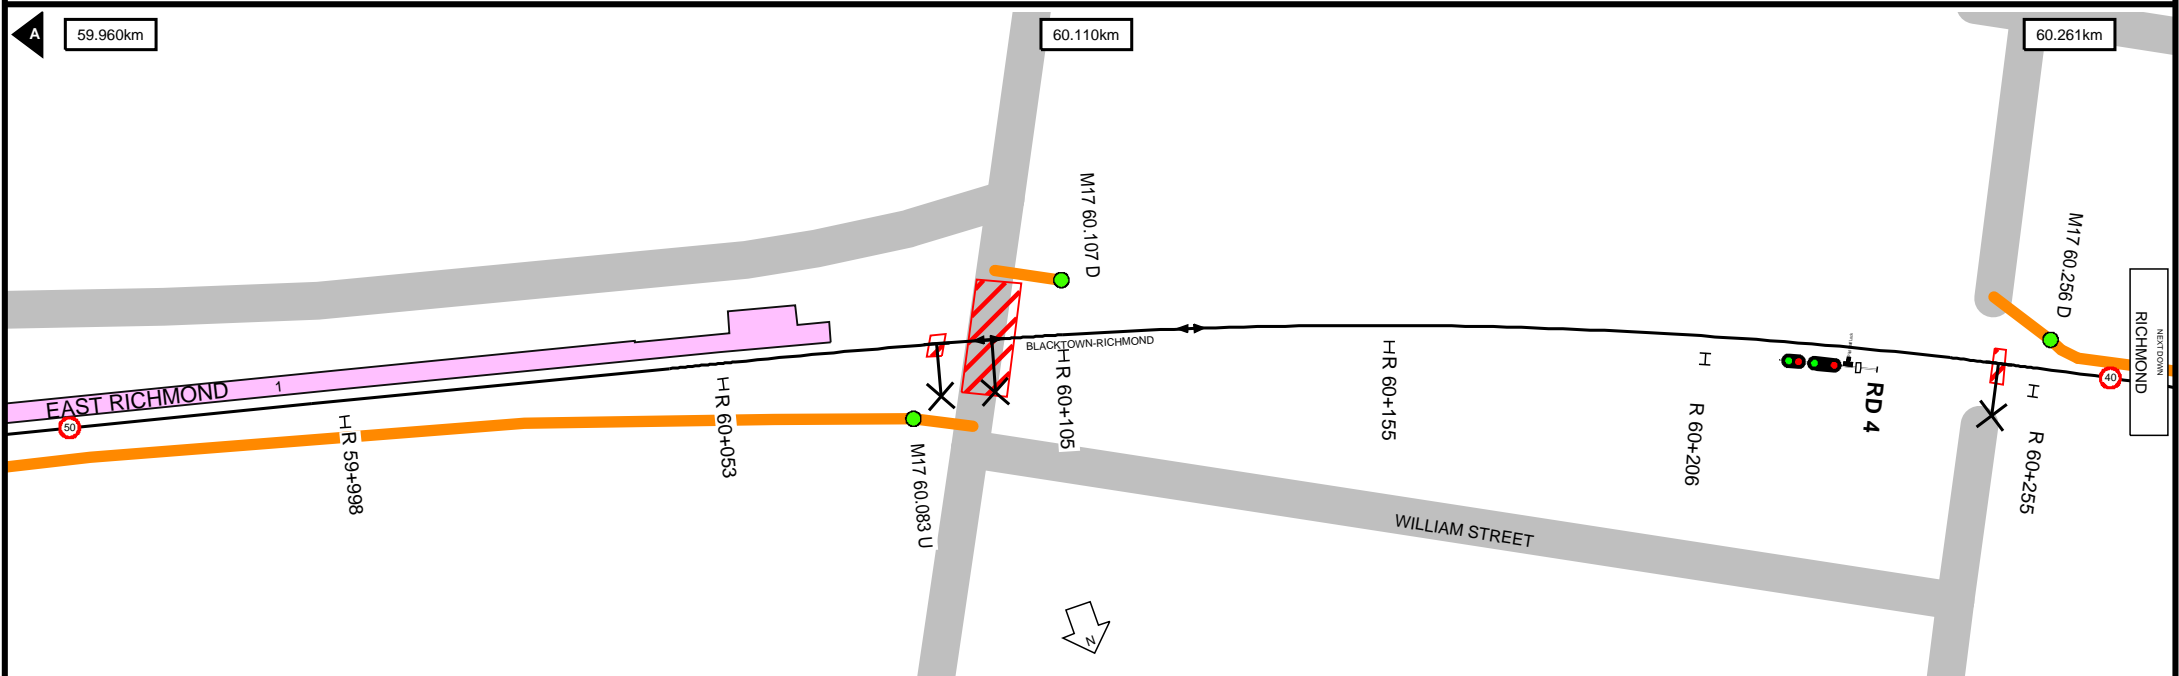 A
59.960km
60.110km
60.261km
M17 60.107 D
M17 60.256 D
BLACKTOWN-RICHMOND
EAST RICHMOND
1
50
HR 59+998
HR 60+053
M17 60.083 U
HR 60+105
HR 60+155
H R 60+206
RD 4
H R 60+255
40
NEXT DOWN
RICHMOND
WILLIAM STREET
N